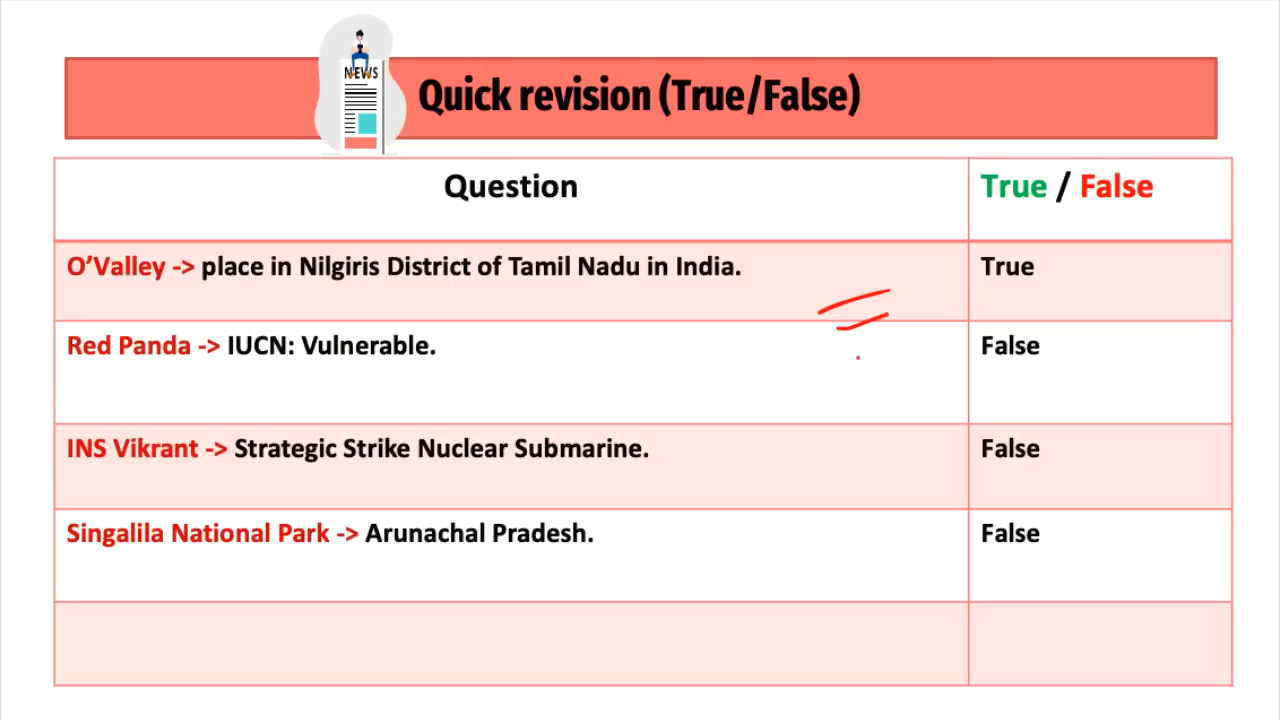 NEWS
Quick revision (True/False)
Question
True / False
O’Valley -> place in Nilgiris District of Tamil Nadu in India.
True
Red Panda -> IUCN: Vulnerable.
False
INS Vikrant -> Strategic Strike Nuclear Submarine.
False
Singalila National Park -> Arunachal Pradesh.
False